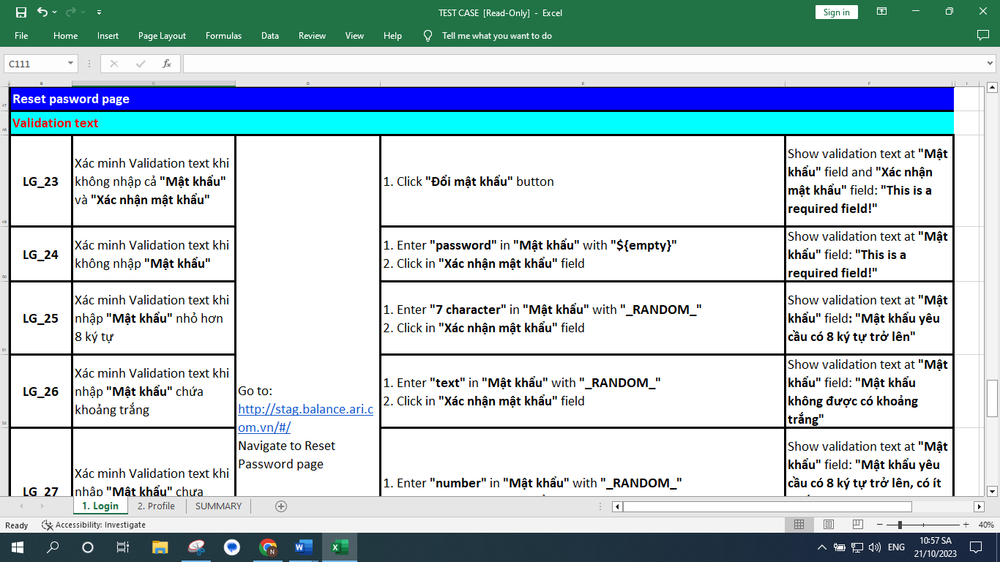 TEST CASE [Read-Only] - Excel
Sign in
File Home Insert Page Layout Formulas Data Review View Help Tell me what you want to do
C111
fx
B C D E F I
47
Reset pasword page
48
Validation text
49
LG_23
Xác minh Validation text khi
không nhập cả "Mật khẩu"
và "Xác nhận mật khẩu"
1. Click "Đổi mật khẩu" button
Show validation text at "Mật
khẩu" field and "Xác nhận
mật khẩu" field: "This is a
required field!"
50
LG_24
Xác minh Validation text khi
không nhập "Mật khẩu"
1. Enter "password" in "Mật khẩu" with "${empty}"
2. Click in "Xác nhận mật khẩu" field
Show validation text at "Mật
khẩu" field: "This is a
required field!"
51
LG_25
Xác minh Validation text khi
nhập "Mật khẩu" nhỏ hơn
8 ký tự
1. Enter "7 character" in "Mật khẩu" with "_RANDOM_"
2. Click in "Xác nhận mật khẩu" field
Show validation text at "Mật
khẩu" field: "Mật khẩu yêu
cầu có 8 ký tự trở lên"
52
LG_26
Xác minh Validation text khi
nhập "Mật khẩu" chứa
khoảng trắng
1. Enter "text" in "Mật khẩu" with "_RANDOM_"
2. Click in "Xác nhận mật khẩu" field
Show validation text at "Mật
khẩu" field: "Mật khẩu
không được có khoảng
trắng"
Go to:
http://stag.balance.ari.c
om.vn/#/
Navigate to Reset
Password page
LG_27
Xác minh Validation text khi
nhập "Mật khẩu" chưa
1. Enter "number" in "Mật khẩu" with "_RANDOM_"
Show validation text at "Mật
khẩu" field: "Mật khẩu yêu
cầu có 8 ký tự trở lên, có ít
1. Login 2. Profile SUMMARY
Ready Accessibility: Investigate 40%
ENG 10:57 SA
21/10/2023